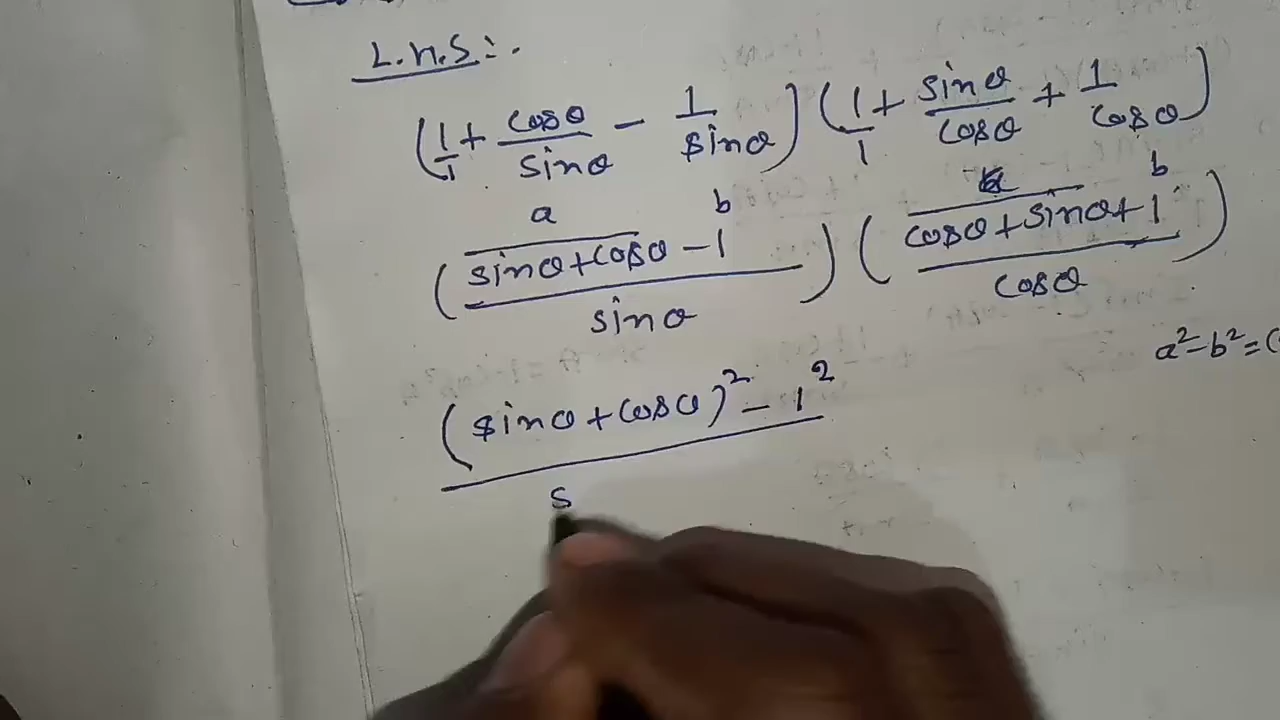 L.H.S:-
(1/1 + cosθ/sinθ - 1/sinθ) (1/1 + sinθ/cosθ + 1/cosθ)
a b b
(sinθ+cosθ-1/sinθ) (cosθ+sinθ+1/cosθ)
a²-b²=(
(sinθ+cosθ)²-1²
s